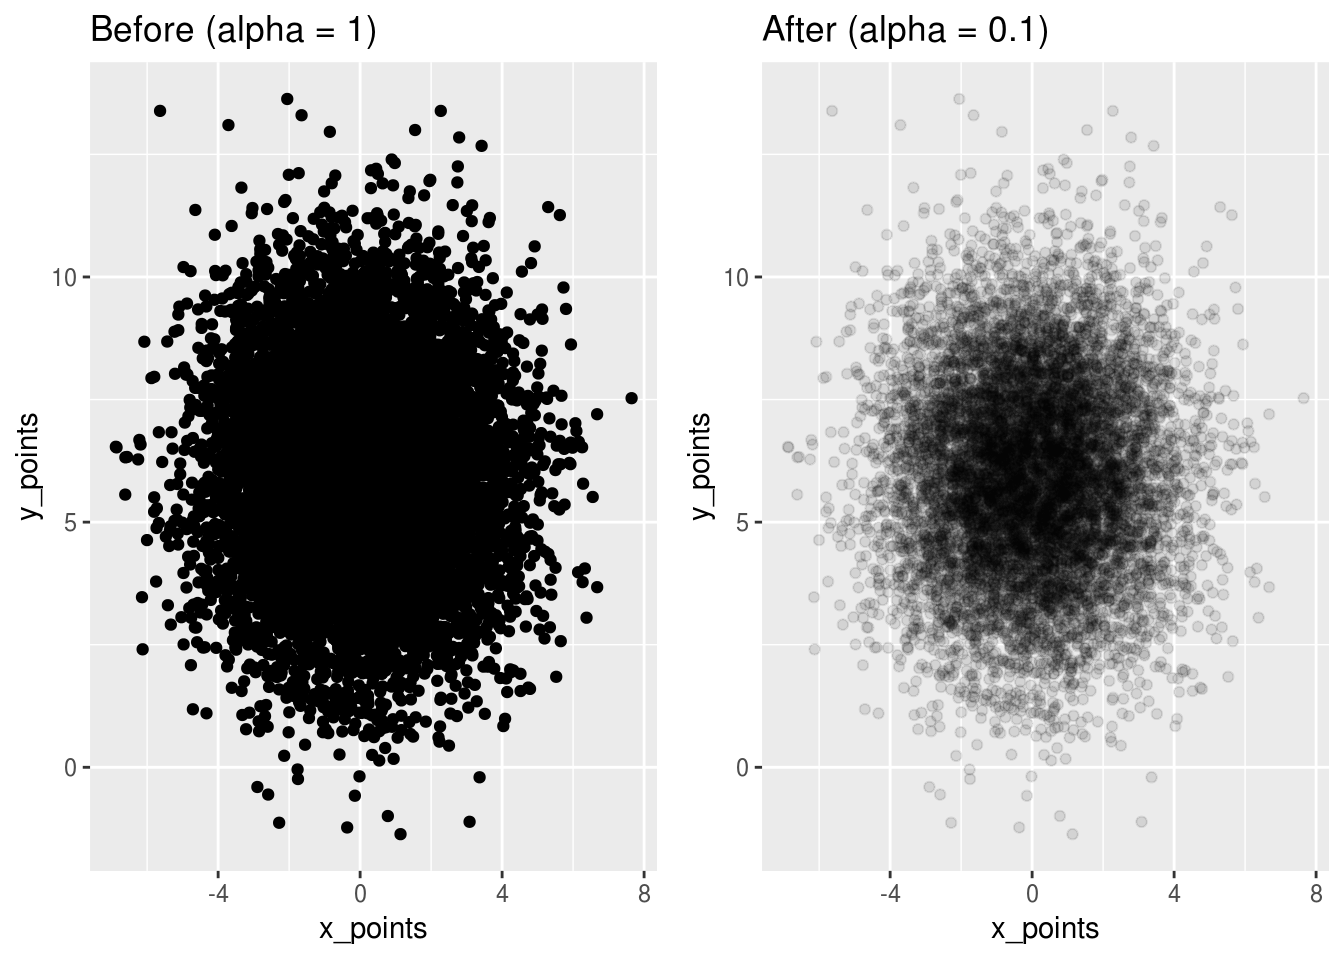 Before (alpha = 1)
y_points
10
5
0
-4 0 4 8
x_points
After (alpha = 0.1)
y_points
10
5
0
-4 0 4 8
x_points